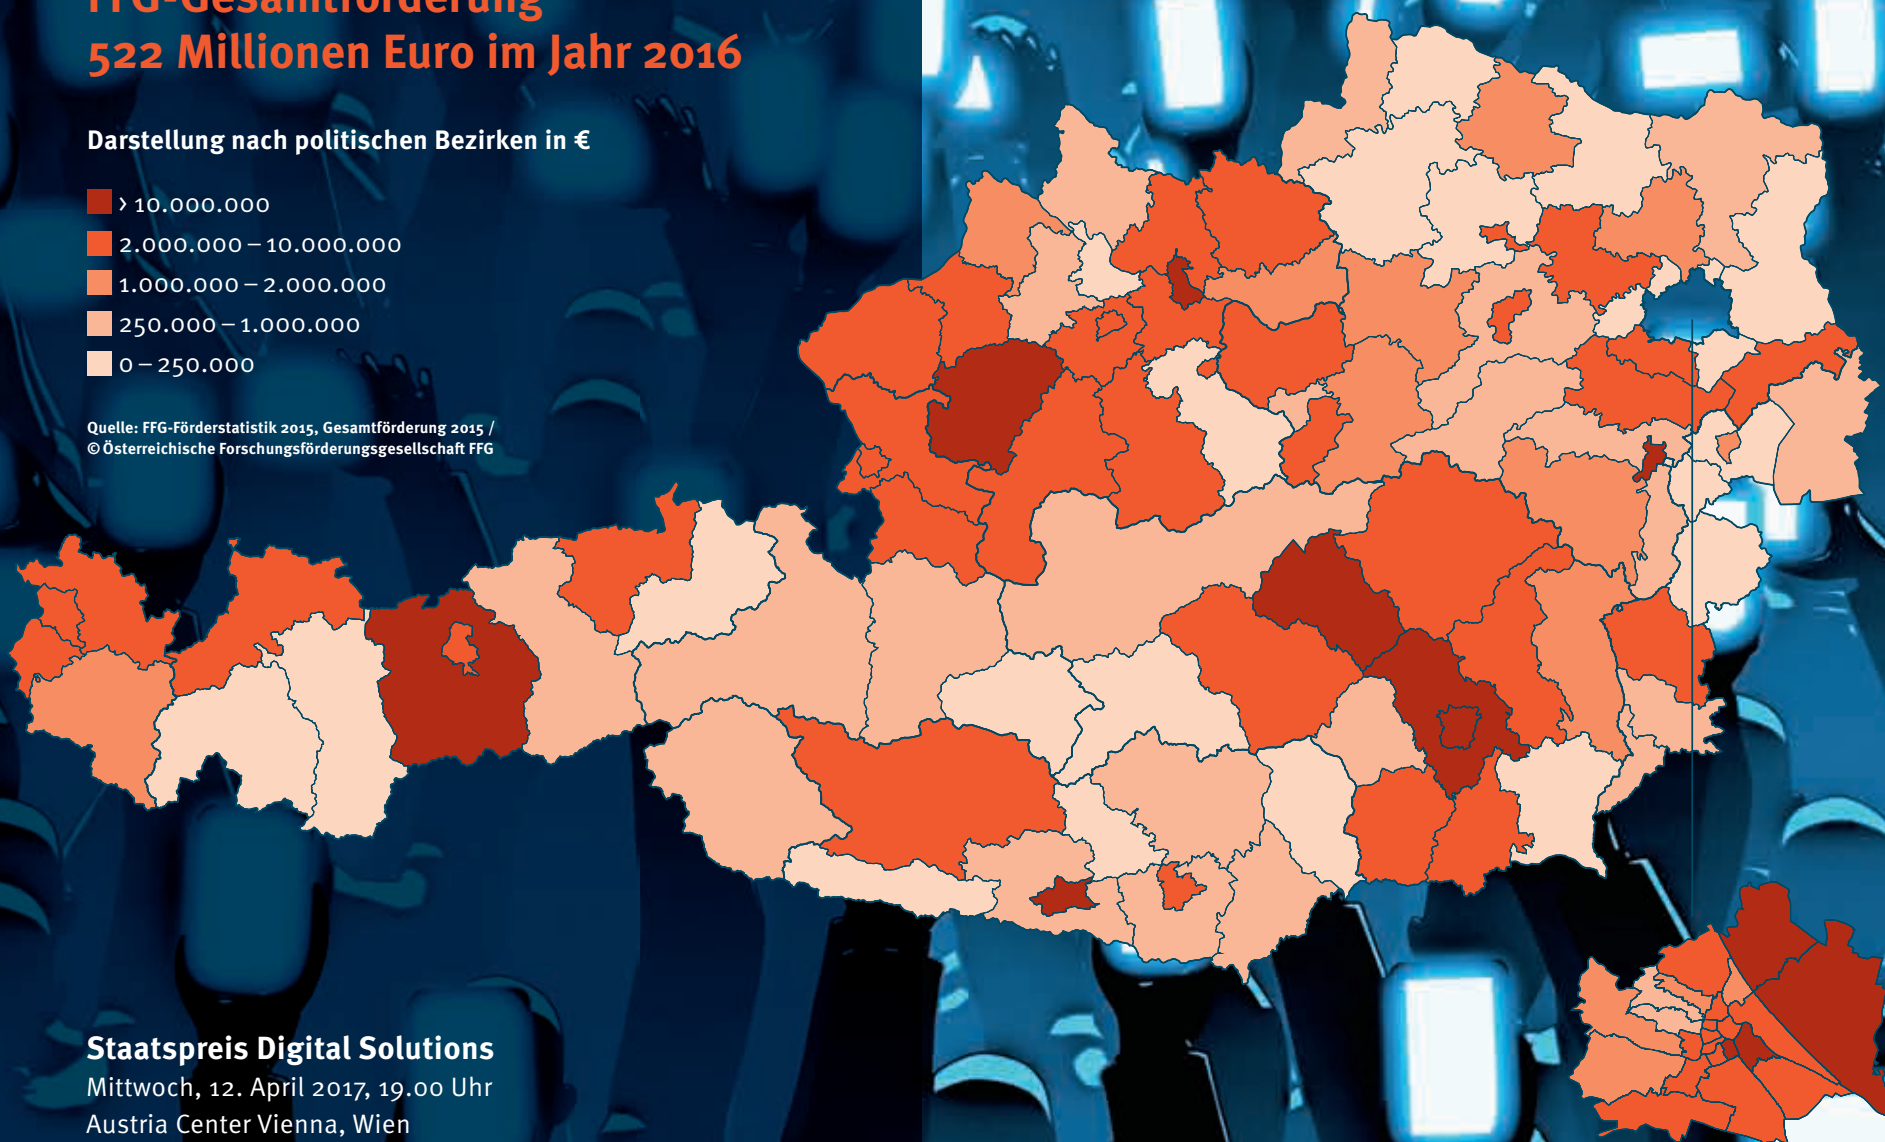 FFG-Gesamtförderung
522 Millionen Euro im Jahr 2016
Darstellung nach politischen Bezirken in €
> 10.000.000
2.000.000 – 10.000.000
1.000.000 – 2.000.000
250.000 – 1.000.000
0 – 250.000
Quelle: FFG-Förderstatistik 2015, Gesamtförderung 2015 /
© Österreichische Forschungsförderungsgesellschaft FFG
Staatspreis Digital Solutions
Mittwoch, 12. April 2017, 19.00 Uhr
Austria Center Vienna, Wien